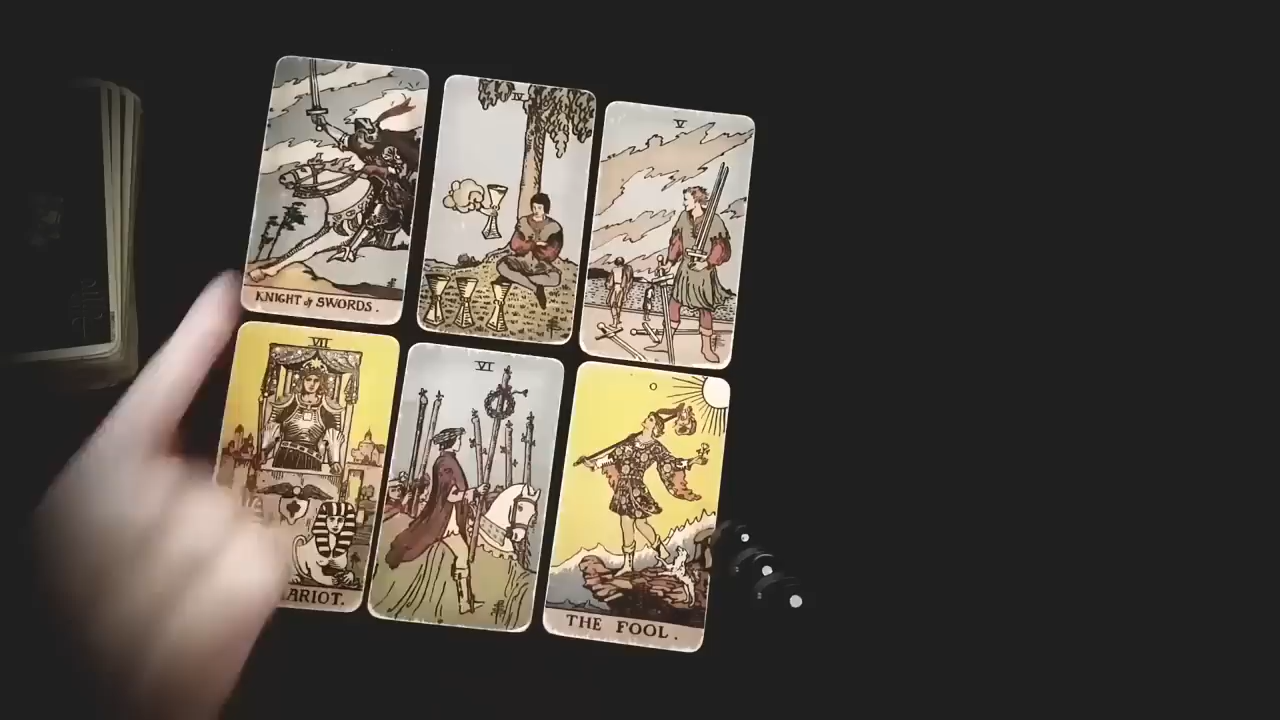 IV
V
KNIGHT of SWORDS.
VII
VI
0
ARIOT.
THE FOOL.